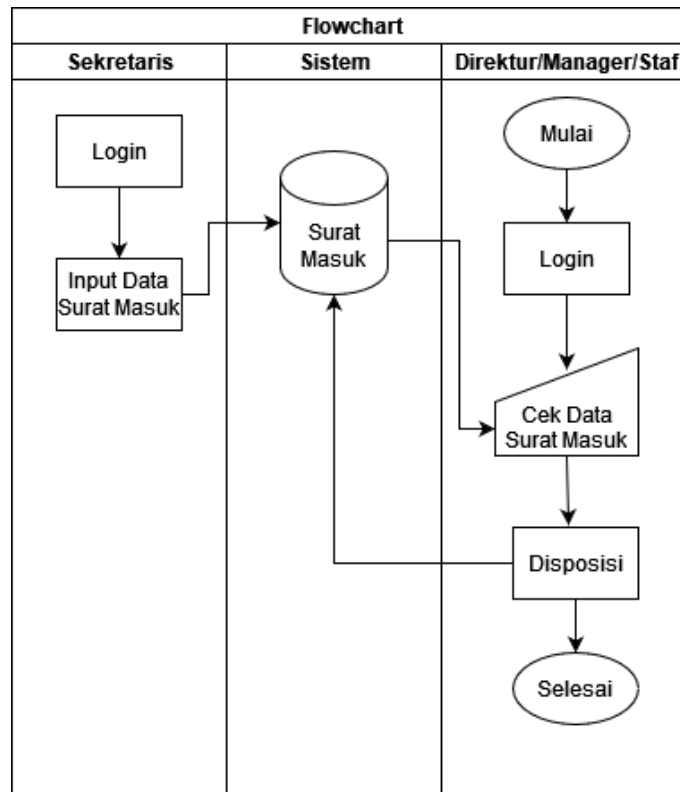 Flowchart
Sekretaris
Sistem
Direktur/Manager/Staf
Login
Input Data
Surat Masuk
Surat
Masuk
Mulai
Login
Cek Data
Surat Masuk
Disposisi
Selesai